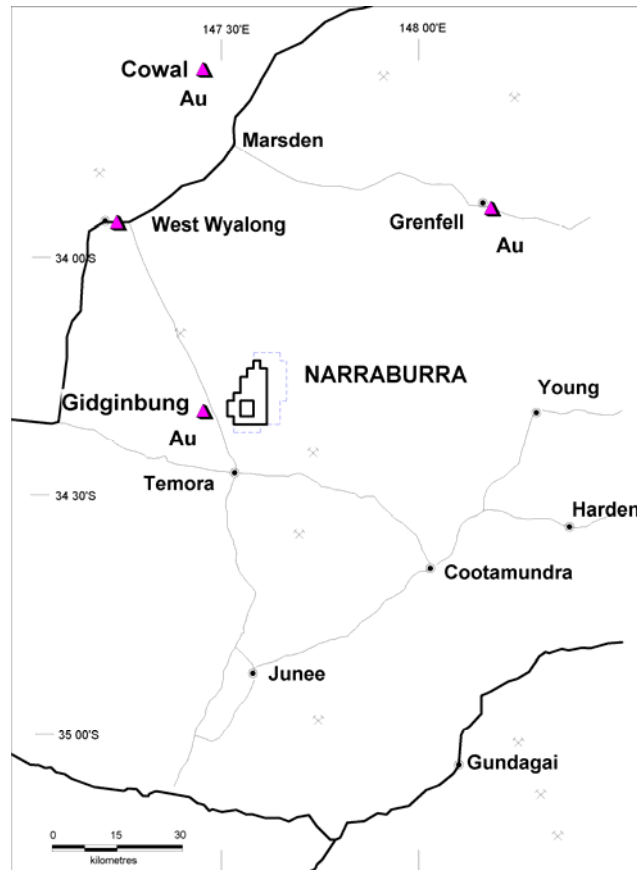 147 30'E
148 00'E
Cowal
Au
Marsden
Grenfell
Au
West Wyalong
34 00'S
NARRABURRA
Gidginbung
Au
Young
Temora
34 30'S
Harden
Cootamundra
Junee
35 00'S
Gundagai
0 15 30
kilometres